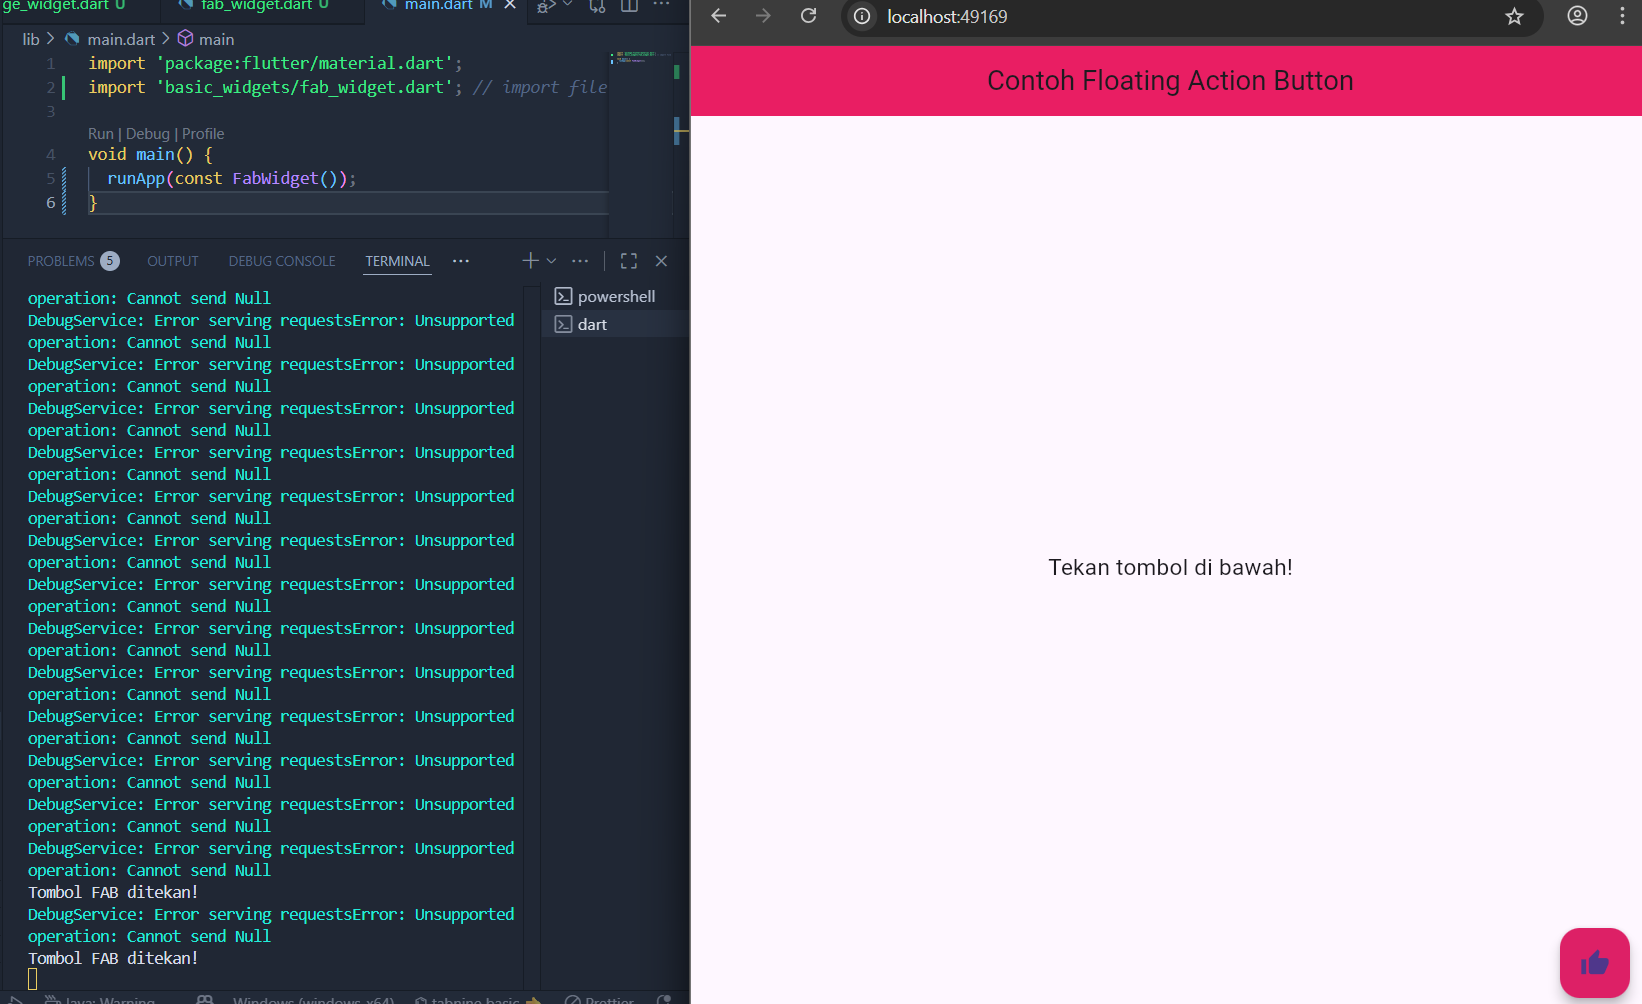 ge_widget.dart U
fab_widget.dart U
main.dart M
lib > main.dart > main
1 import 'package:flutter/material.dart';
2 import 'basic_widgets/fab_widget.dart'; // import file
3
Run | Debug | Profile
4 void main() {
5 runApp(const FabWidget());
6 }
PROBLEMS 5 OUTPUT DEBUG CONSOLE TERMINAL
operation: Cannot send Null
DebugService: Error serving requestsError: Unsupported
operation: Cannot send Null
DebugService: Error serving requestsError: Unsupported
operation: Cannot send Null
DebugService: Error serving requestsError: Unsupported
operation: Cannot send Null
DebugService: Error serving requestsError: Unsupported
operation: Cannot send Null
DebugService: Error serving requestsError: Unsupported
operation: Cannot send Null
DebugService: Error serving requestsError: Unsupported
operation: Cannot send Null
DebugService: Error serving requestsError: Unsupported
operation: Cannot send Null
DebugService: Error serving requestsError: Unsupported
operation: Cannot send Null
DebugService: Error serving requestsError: Unsupported
operation: Cannot send Null
DebugService: Error serving requestsError: Unsupported
operation: Cannot send Null
DebugService: Error serving requestsError: Unsupported
operation: Cannot send Null
DebugService: Error serving requestsError: Unsupported
operation: Cannot send Null
DebugService: Error serving requestsError: Unsupported
operation: Cannot send Null
Tombol FAB ditekan!
DebugService: Error serving requestsError: Unsupported
operation: Cannot send Null
Tombol FAB ditekan!
powershell
dart
Java: Warning
Windows (windows-x64)
tabnine basic
Prettier
localhost:49169
Contoh Floating Action Button
Tekan tombol di bawah!